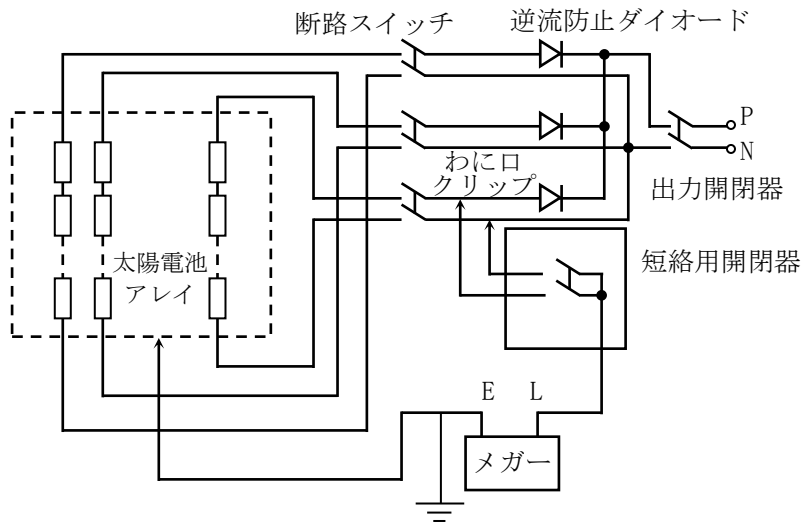 断路スイッチ
逆流防止ダイオード
P
N
わに口
クリップ
出力開閉器
太陽電池
アレイ
短絡用開閉器
E
L
メガー